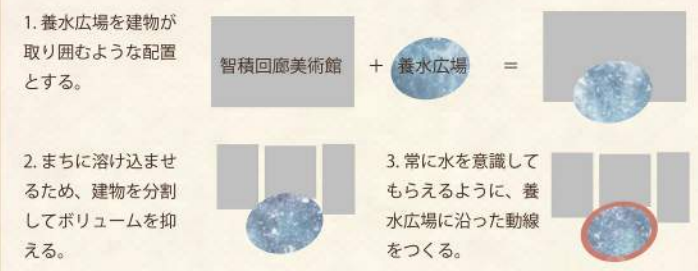 1. 養水広場を建物が
取り囲むような配置
とする。
智積回廊美術館 + 養水広場 =
2. まちに溶け込ませ
るため、建物を分割
してボリュームを抑
える。
3. 常に水を意識して
もらえるように、養
水広場に沿った動線
をつくる。